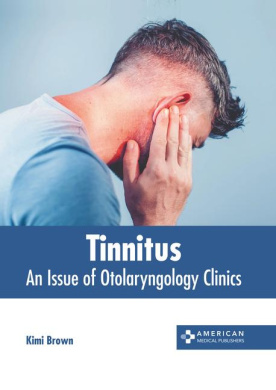 Tinnitus
An Issue of Otolaryngology Clinics
Kimi Brown
AMERICAN
MEDICAL PUBLISHERS